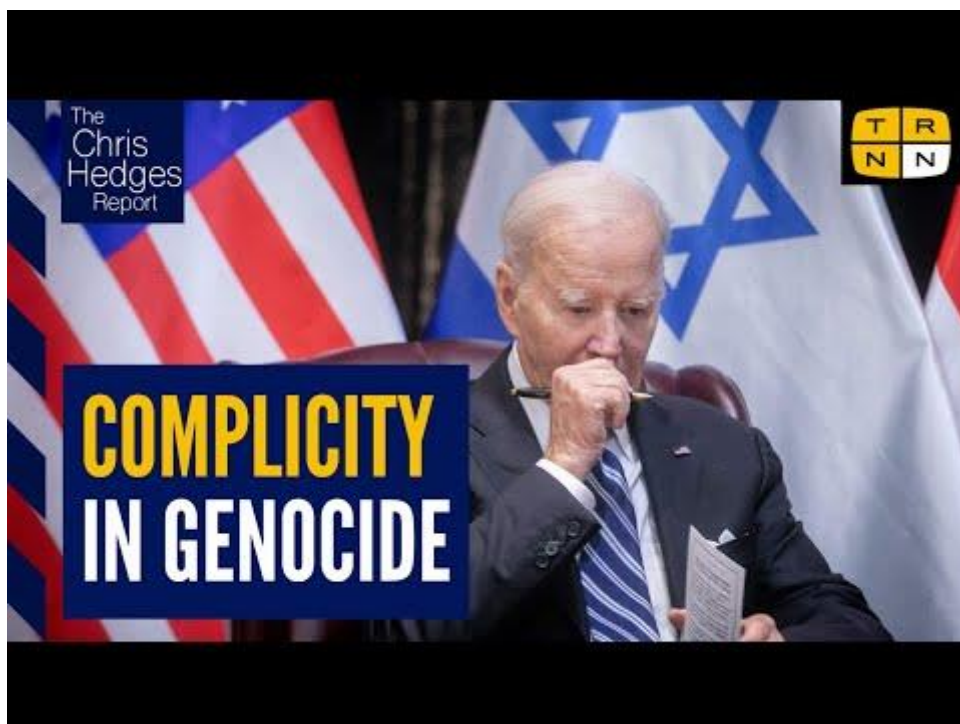 The
Chris
Hedges
Report
T R
N N
COMPLICITY
IN GENOCIDE